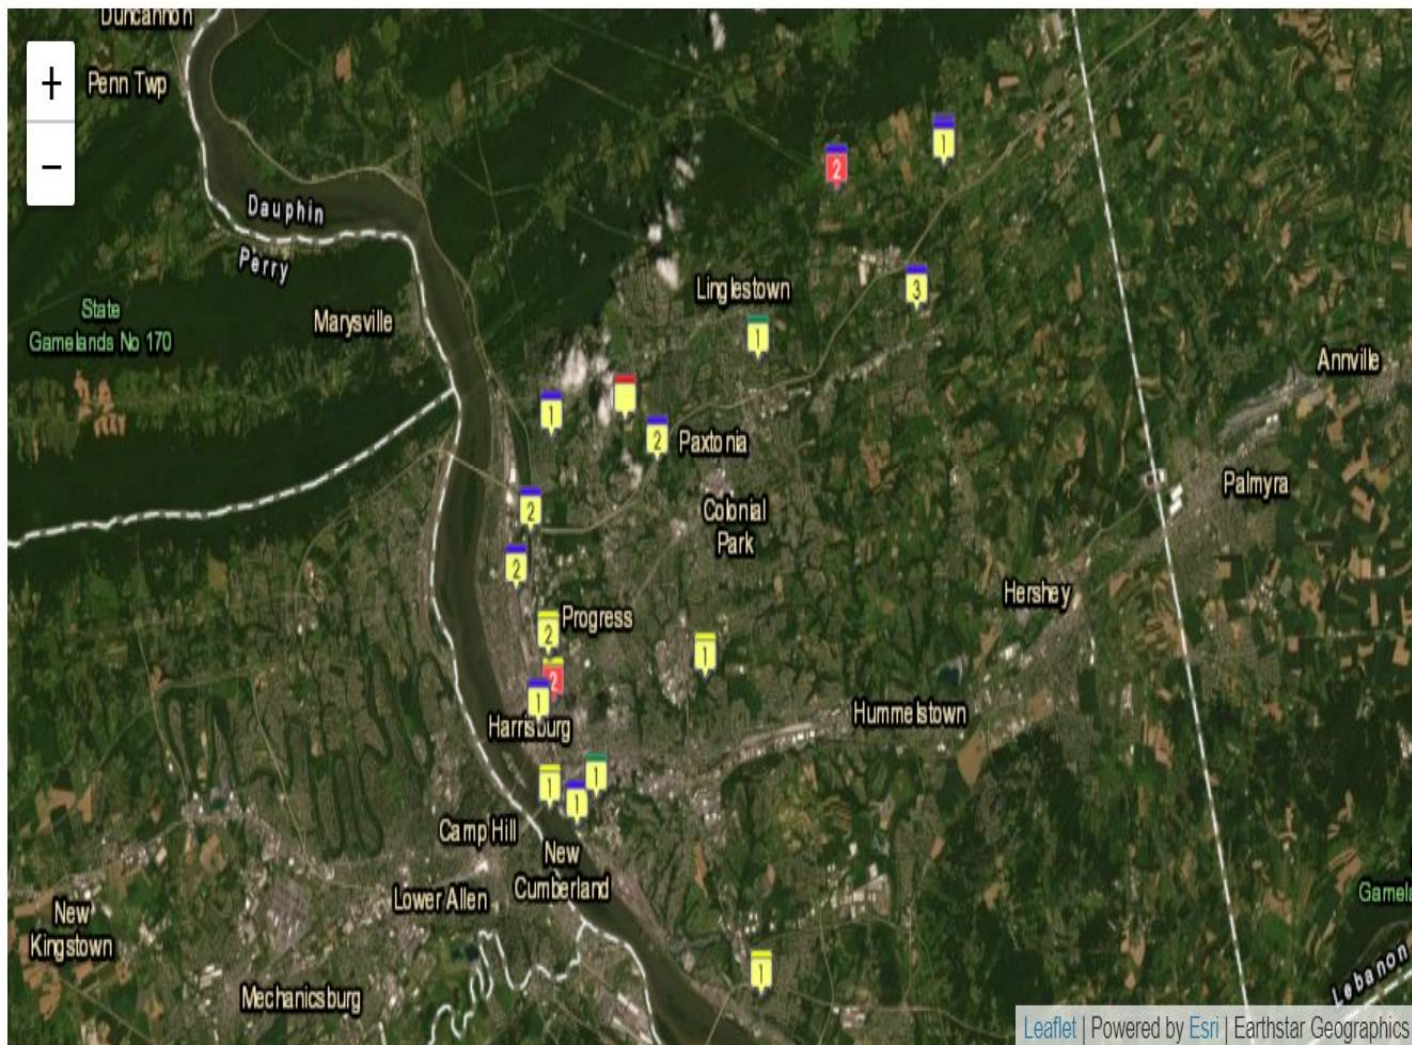 Duncannon
+
Penn Twp
−
1
2
Dauphin
Perry
Linglestown
3
State
Gamelands No 170
Marysville
1
Annville
1
2
Paxtonia
Palmyra
2
Colonial
Park
2
Hershey
Progress
2
1
2
1
Harrisburg
Hummelstown
1
1
1
Camp Hill
New
Cumberland
Lower Allen
New
Kingstown
Gamela
1
Mechanicsburg
Lebanon
Leaflet | Powered by Esri | Earthstar Geographics